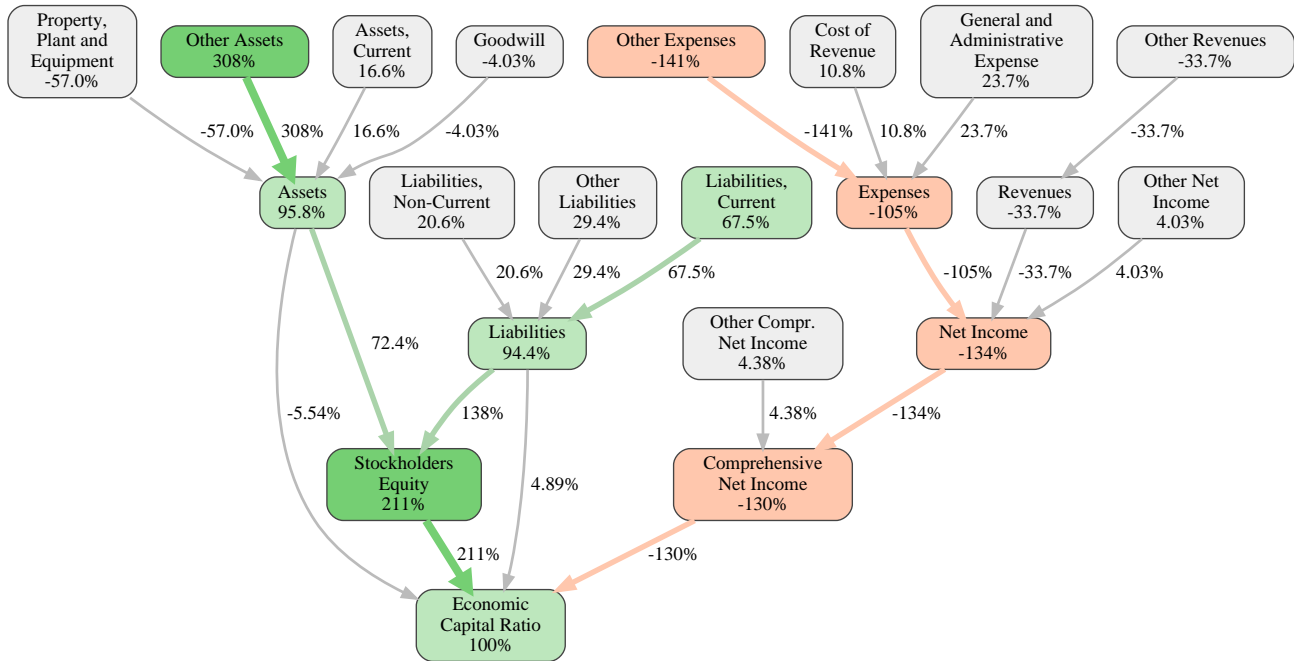 Property,
Plant and
Equipment
-57.0%
Other Assets
308%
Assets,
Current
16.6%
Goodwill
-4.03%
Other Expenses
-141%
Cost of
Revenue
10.8%
General and
Administrative
Expense
23.7%
Other Revenues
-33.7%
-57.0%
308%
16.6%
-4.03%
-141%
10.8%
23.7%
-33.7%
Assets
95.8%
Liabilities,
Non-Current
20.6%
Other
Liabilities
29.4%
Liabilities,
Current
67.5%
Expenses
-105%
Revenues
-33.7%
Other Net
Income
4.03%
20.6%
29.4%
67.5%
-105%
-33.7%
4.03%
Liabilities
94.4%
Other Compr.
Net Income
4.38%
Net Income
-134%
72.4%
-5.54%
138%
4.89%
4.38%
-134%
Stockholders
Equity
211%
Comprehensive
Net Income
-130%
211%
-130%
Economic
Capital Ratio
100%